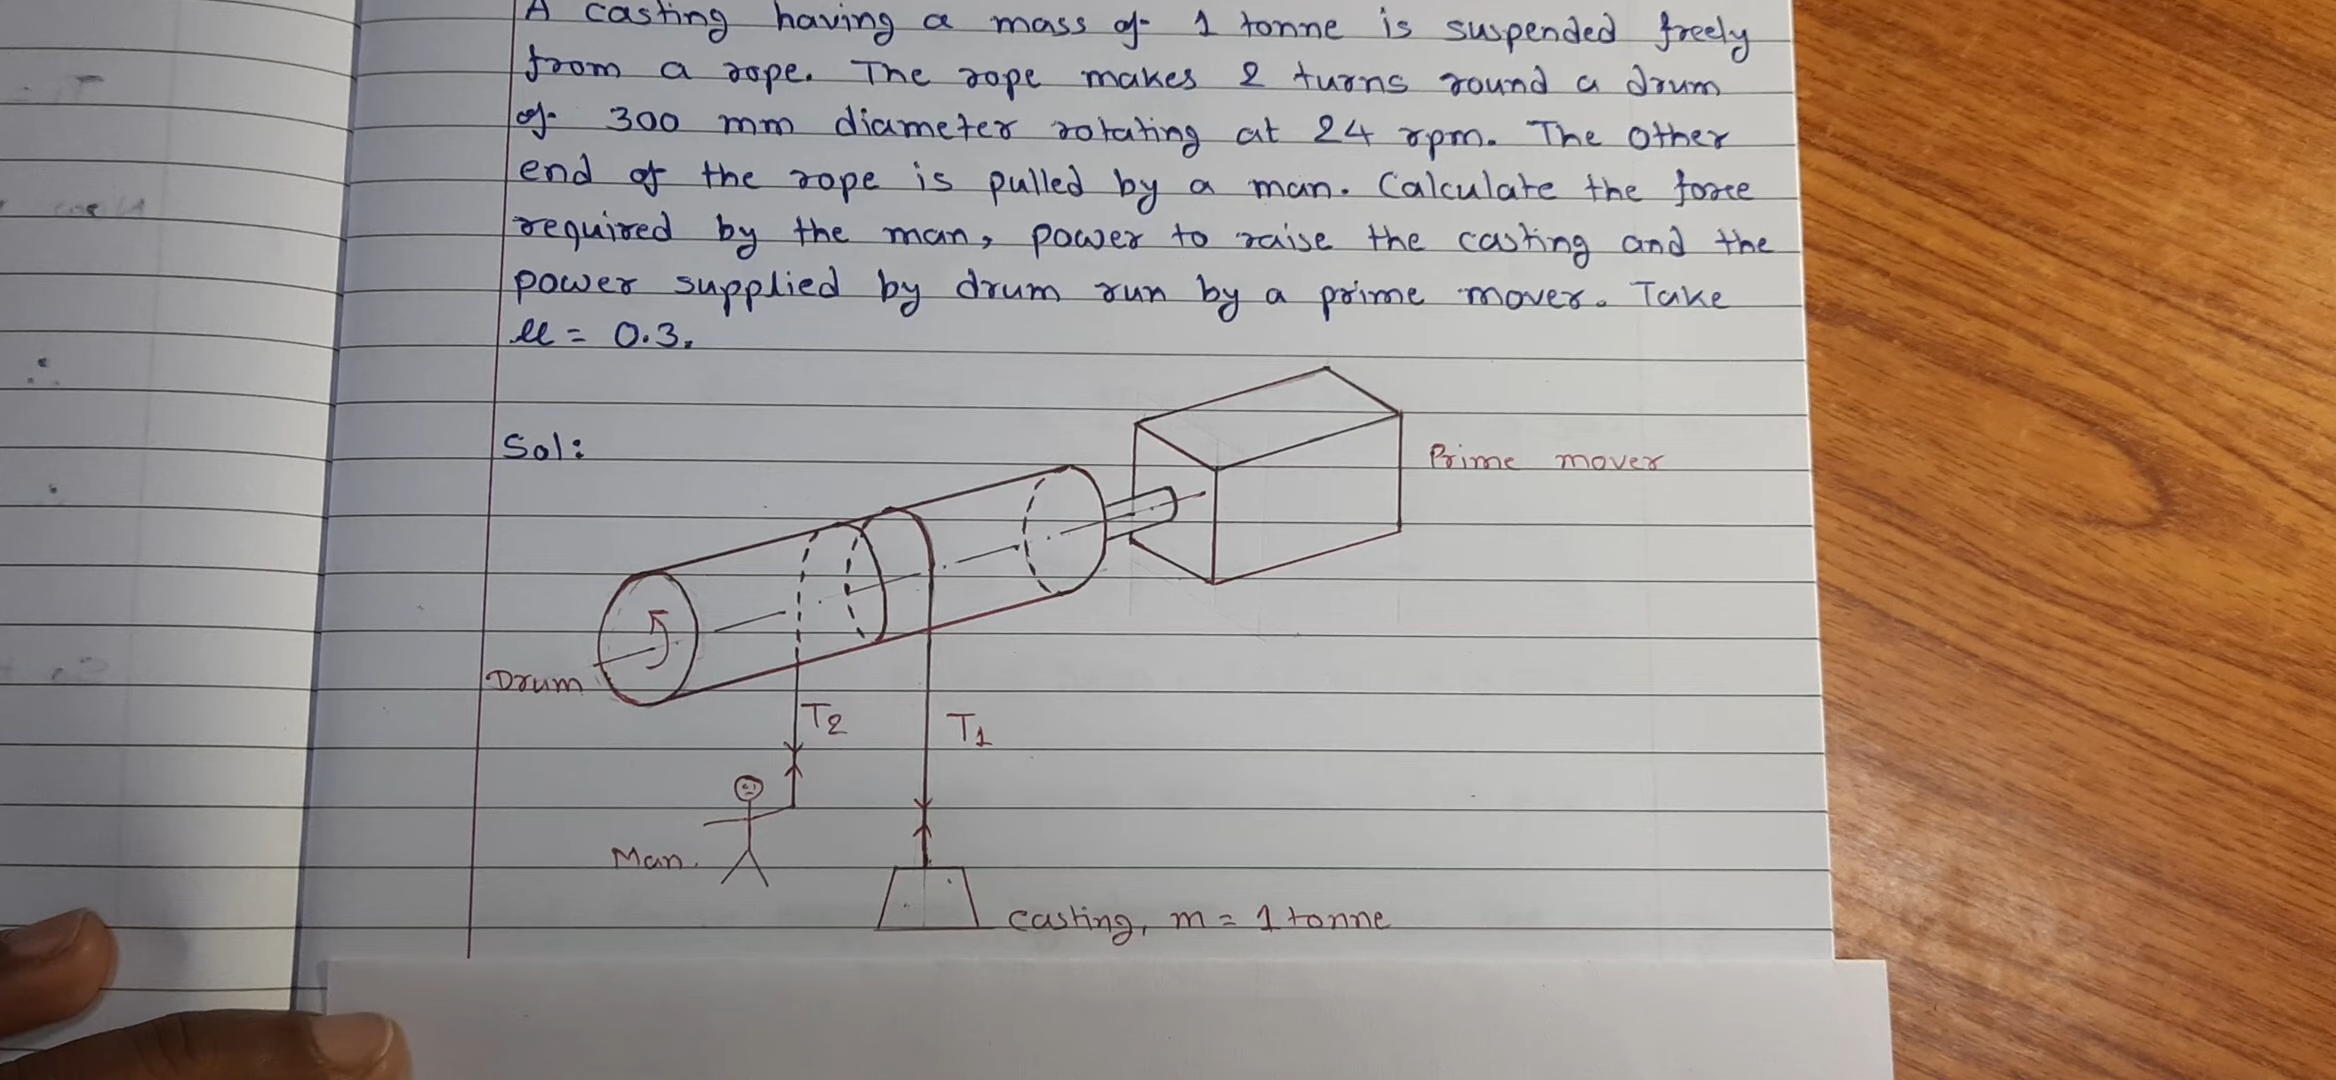 A casting having a mass of 1 tonne is suspended freely
from a rope. The rope makes 2 turns round a drum
of 300 mm diameter rotating at 24 rpm. The other
end of the rope is pulled by a man. Calculate the force
required by the man, power to raise the casting and the
power supplied by drum run by a prime mover. Take
μ = 0.3.
Sol:
Prime mover
Drum
T2
T1
Man.
casting, m = 1 tonne